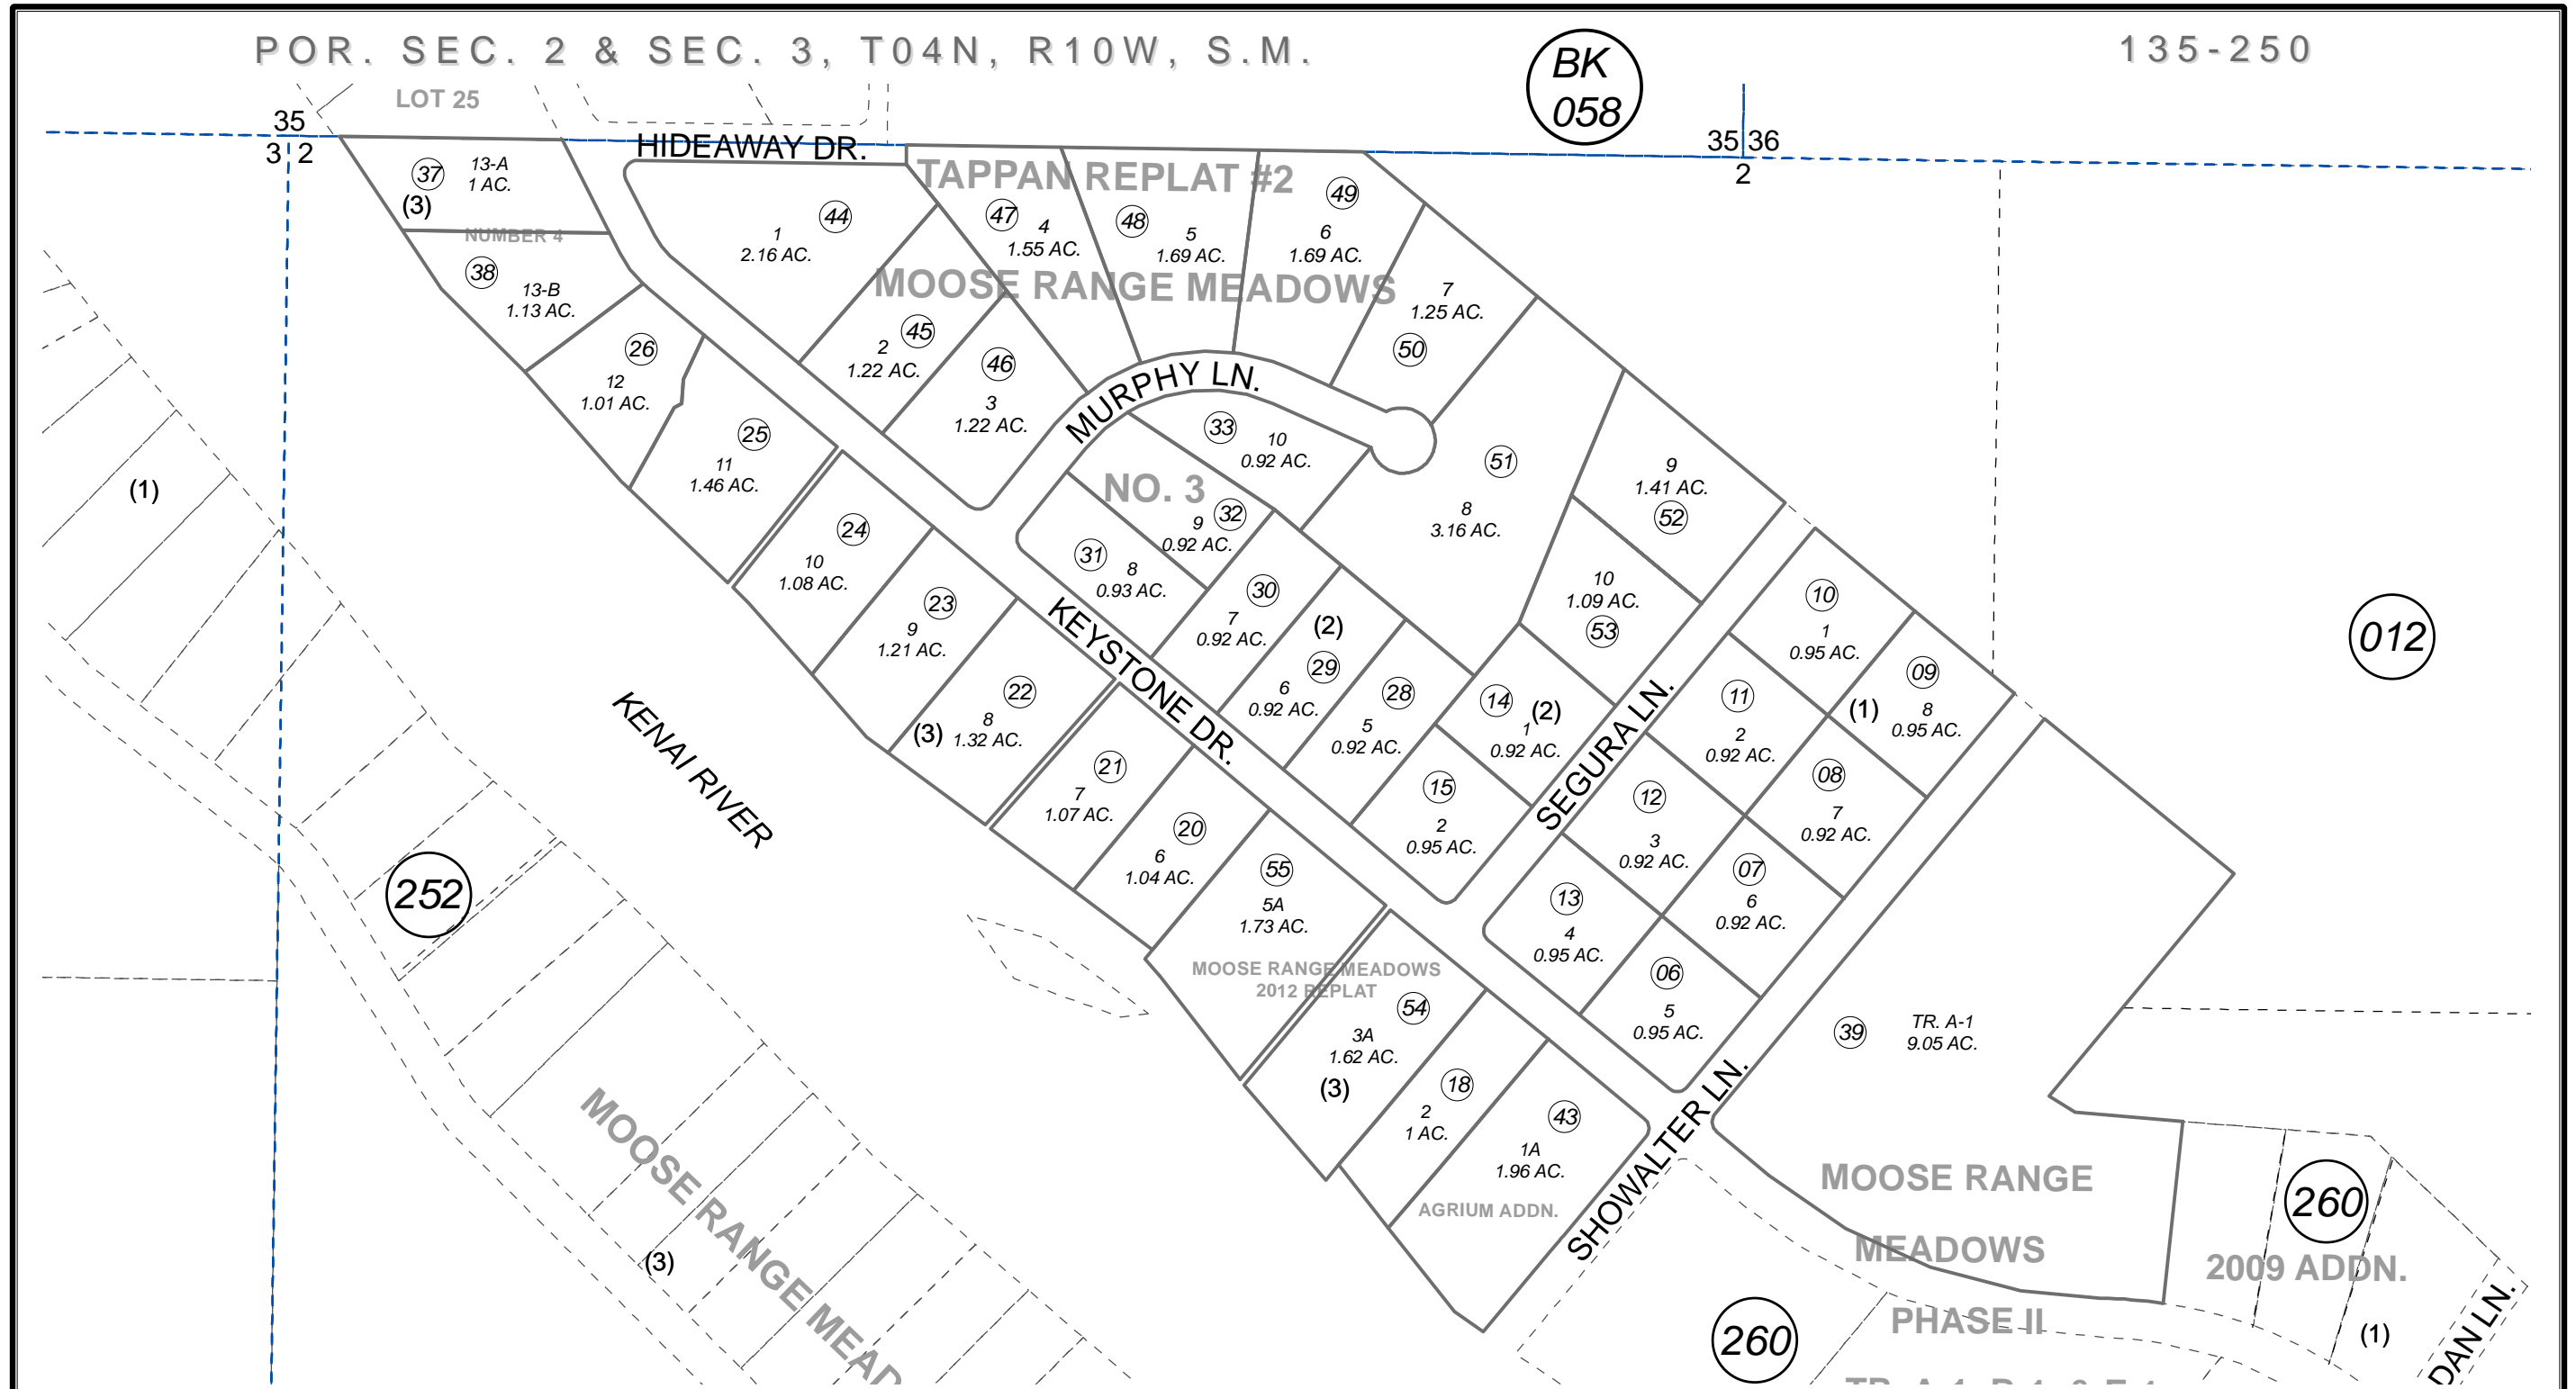 POR. SEC. 2 & SEC. 3, T04N, R10W, S.M.
BK
058
135-250
LOT 25
35
3 2
35 36
2
HIDEAWAY DR.
TAPPAN REPLAT #2
MOOSE RANGE MEADOWS
NO. 3
37
13-A
1 AC.
(3)
NUMBER 4
38
13-B
1.13 AC.
44
1
2.16 AC.
47
4
1.55 AC.
48
5
1.69 AC.
49
6
1.69 AC.
7
1.25 AC.
50
45
2
1.22 AC.
46
3
1.22 AC.
26
12
1.01 AC.
25
11
1.46 AC.
MURPHY LN.
33
10
0.92 AC.
32
9
0.92 AC.
31
8
0.93 AC.
51
8
3.16 AC.
9
1.41 AC.
52
10
1.09 AC.
53
(1)
24
10
1.08 AC.
23
9
1.21 AC.
22
8
1.32 AC.
(3)
KEYSTONE DR.
30
7
0.92 AC.
(2)
29
6
0.92 AC.
28
5
0.92 AC.
14
(2)
1
0.92 AC.
15
2
0.95 AC.
SEGURA LN.
10
1
0.95 AC.
09
8
0.95 AC.
(1)
11
2
0.92 AC.
08
7
0.92 AC.
12
3
0.92 AC.
07
6
0.92 AC.
13
4
0.95 AC.
06
5
0.95 AC.
012
KENAI RIVER
21
7
1.07 AC.
20
6
1.04 AC.
55
5A
1.73 AC.
MOOSE RANGE MEADOWS
2012 REPLAT
54
3A
1.62 AC.
(3)
18
2
1 AC.
43
1A
1.96 AC.
AGRIUM ADDN.
SHOWALTER LN.
39
TR. A-1
9.05 AC.
252
MOOSE RANGE MEAD
(3)
MOOSE RANGE
MEADOWS
PHASE II
260
2009 ADDN.
260
(1)
DAN LN.